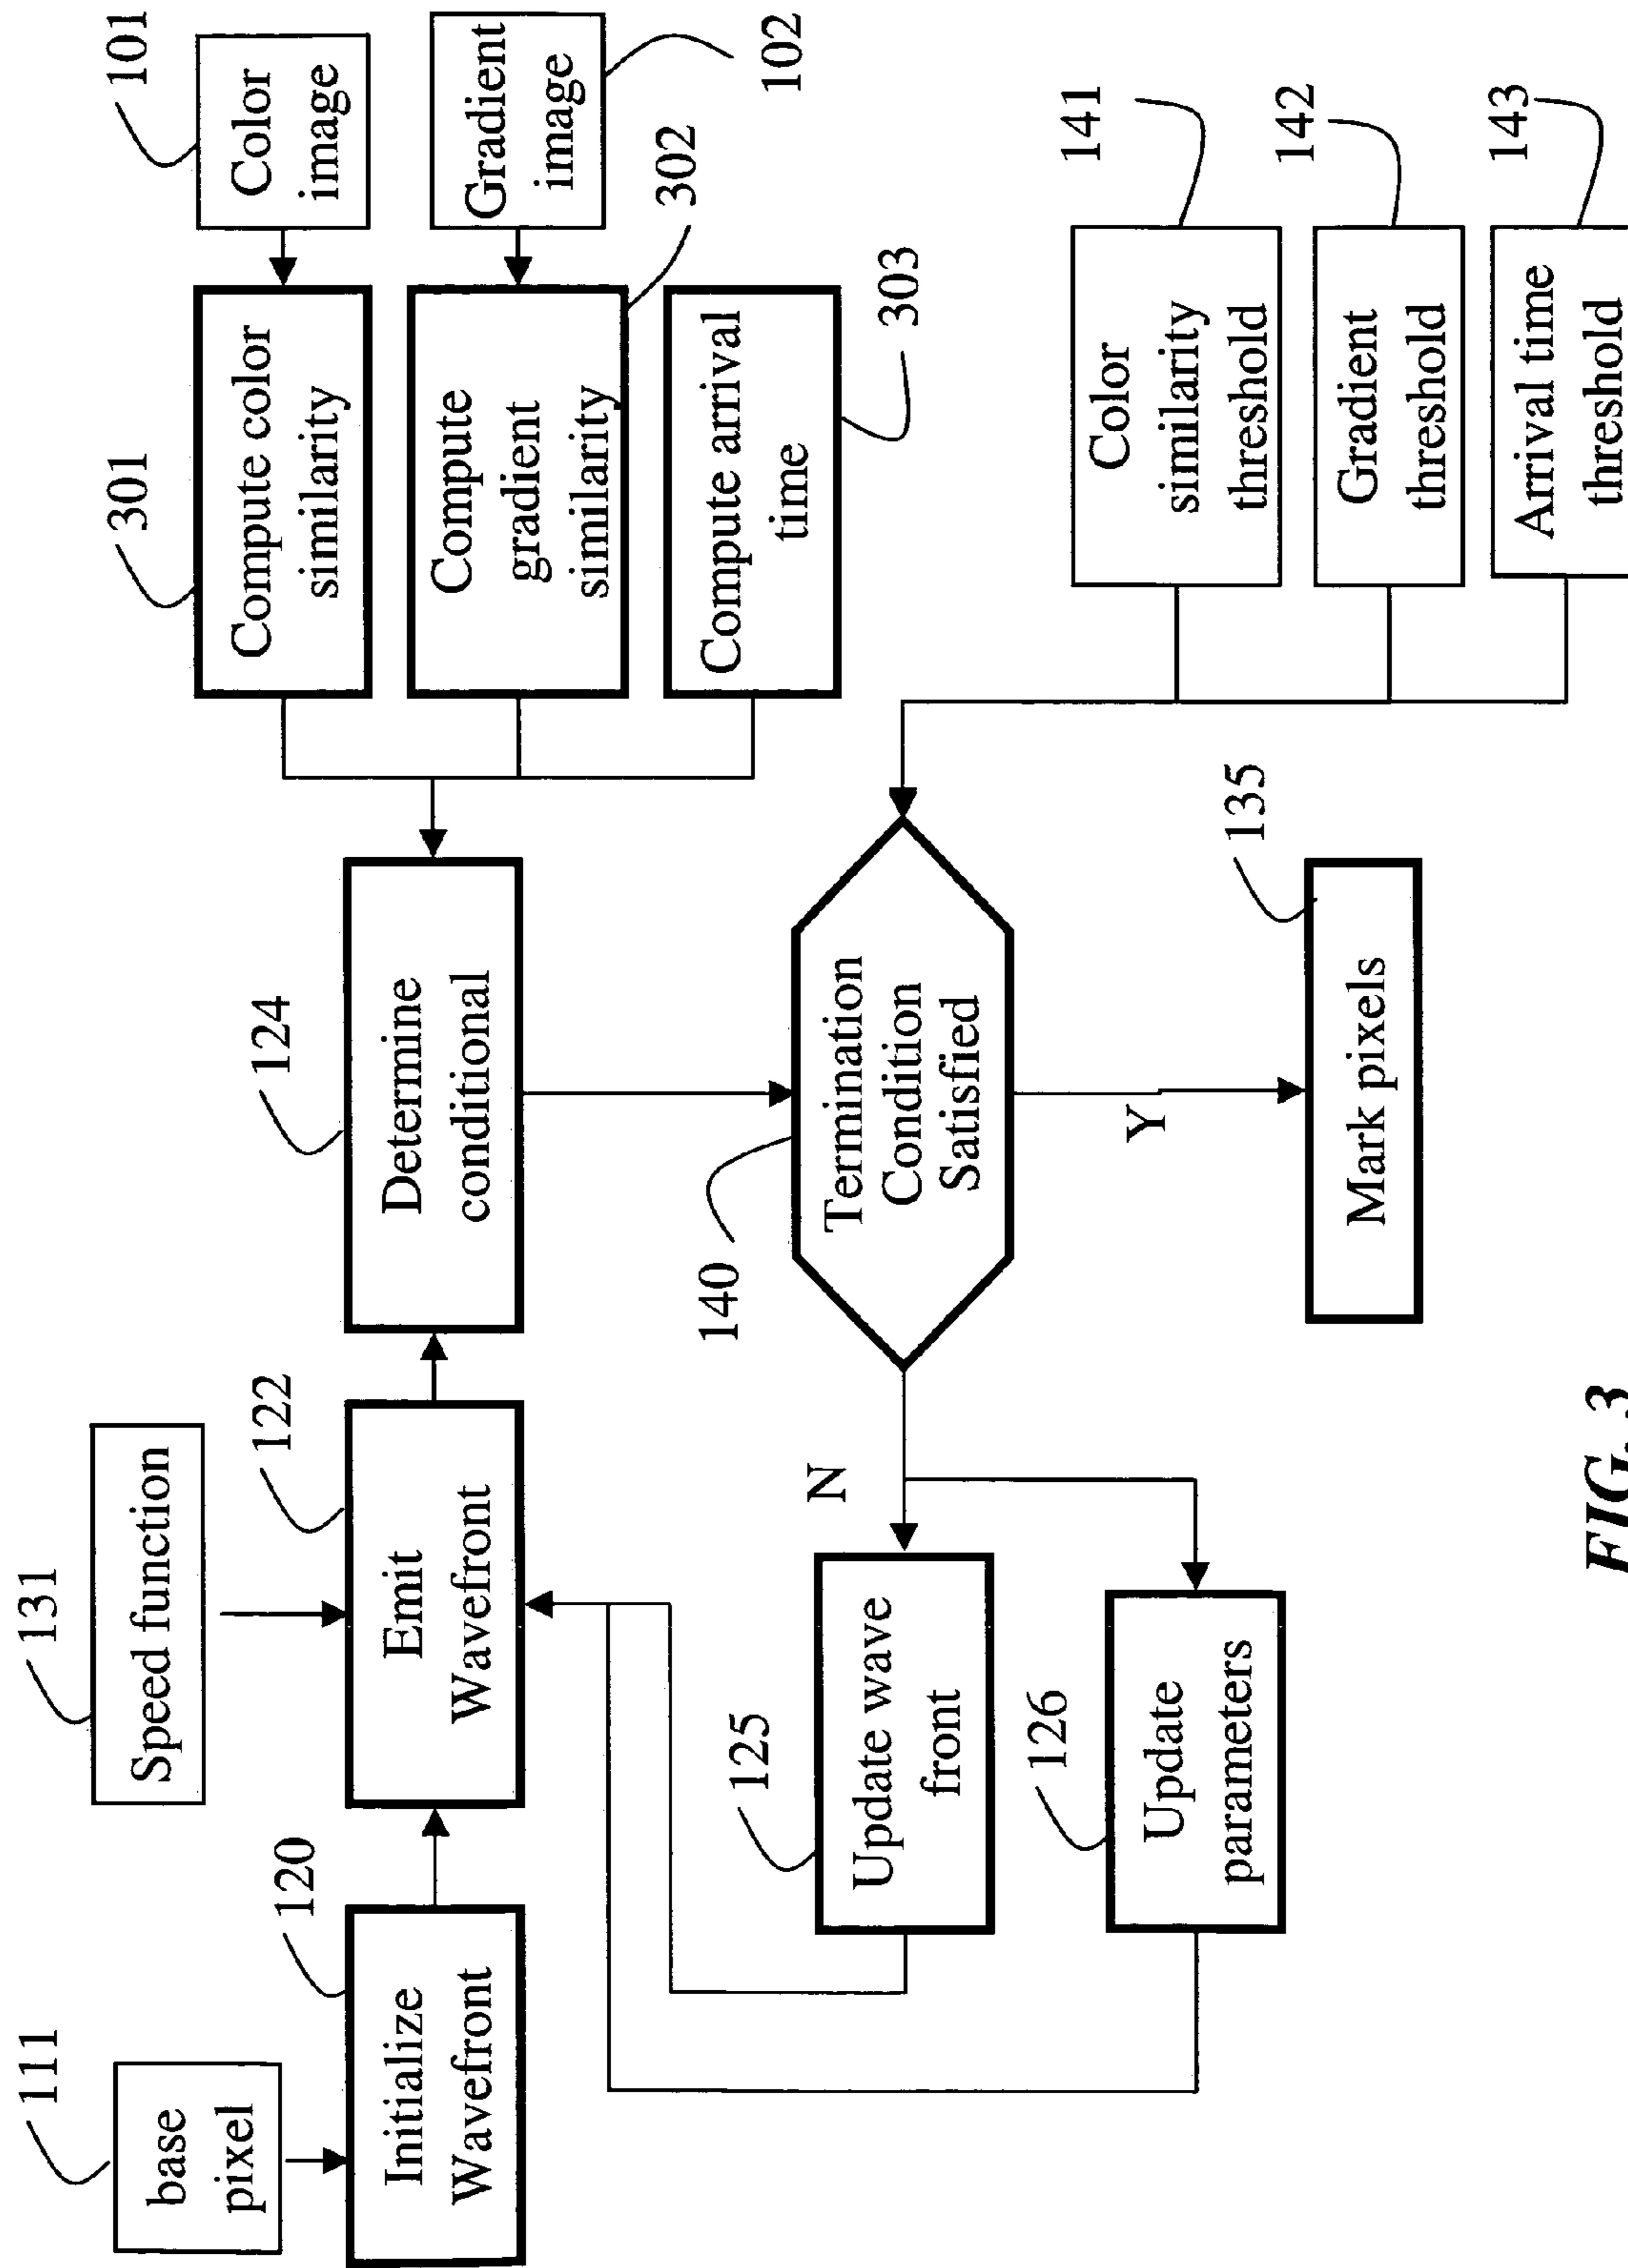 111
base
pixel
120
Initialize
Wavefront
131
Speed function
122
Emit
Wavefront
124
Determine
conditional
301
Compute color
similarity
101
Color
image
Compute
gradient
similarity
302
Gradient
image
102
Compute arrival
time
303
140
Termination
Condition
Satisfied
N
Y
125
Update wave
front
126
Update
parameters
135
Mark pixels
Color
similarity
threshold
141
Gradient
threshold
142
Arrival time
threshold
143
FIG. 3